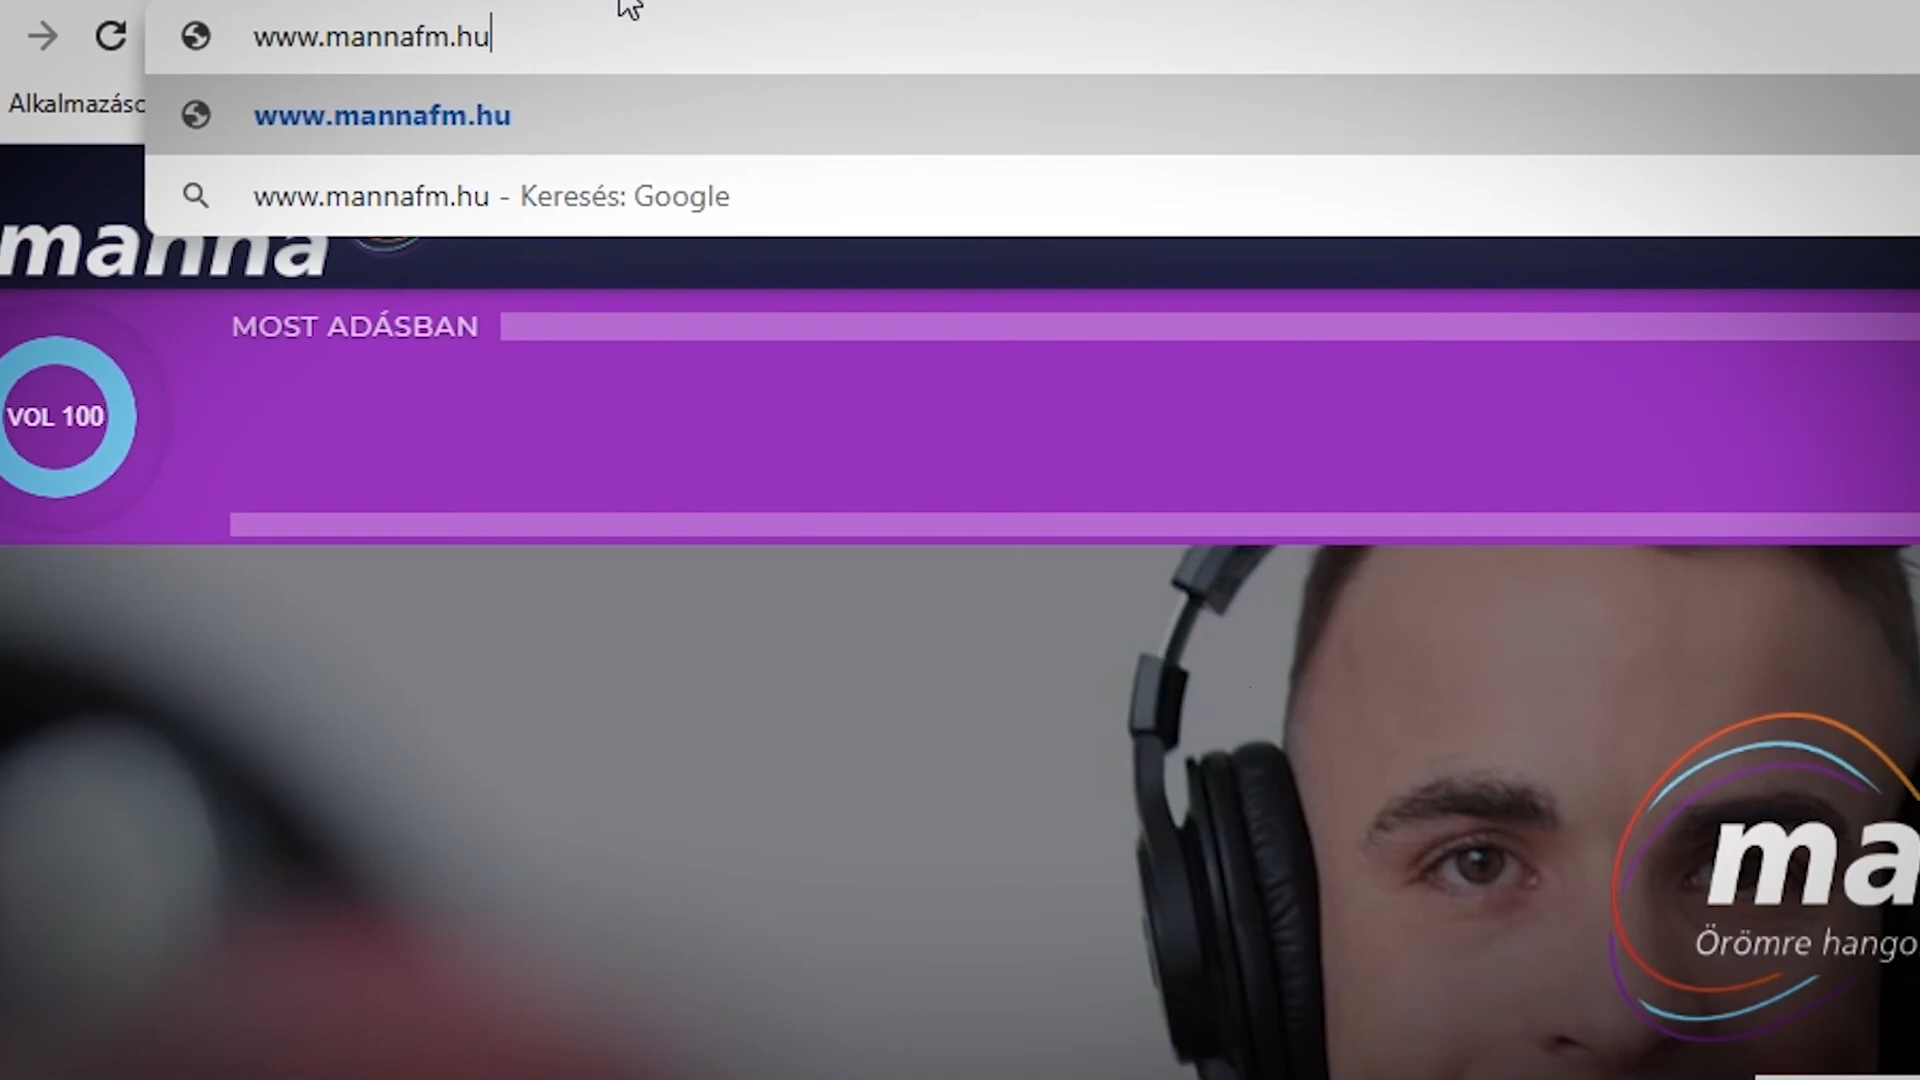 www.mannafm.hu
Alkalmazásc
www.mannafm.hu
www.mannafm.hu - Keresés: Google
manna
MOST ADÁSBAN
VOL 100
ma
Örömre hango